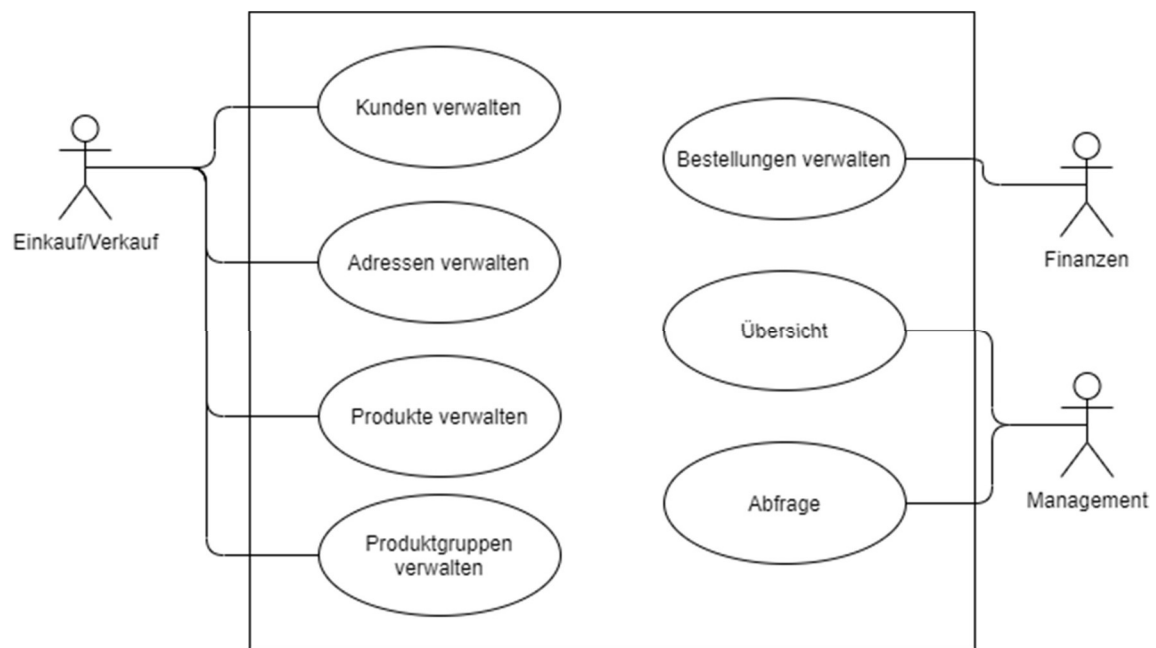 Kunden verwalten
Bestellungen verwalten
Einkauf/Verkauf
Adressen verwalten
Finanzen
Übersicht
Produkte verwalten
Abfrage
Management
Produktgruppen
verwalten